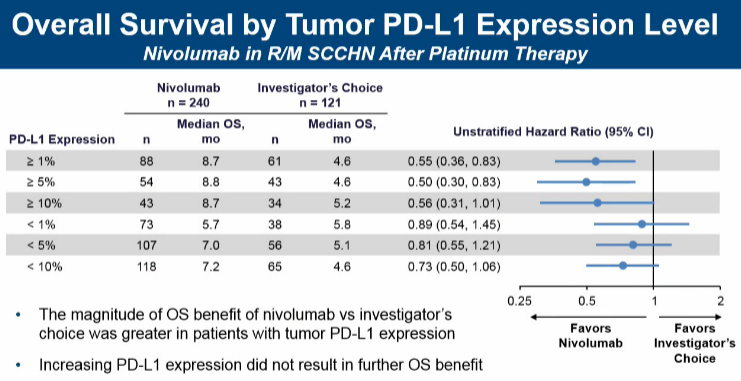 Overall Survival by Tumor PD-L1 Expression Level
Nivolumab in R/M SCCHN After Platinum Therapy
Nivolumab Investigator's Choice
n = 240 n = 121
PD-L1 Expression n Median OS, mo n Median OS, mo Unstratified Hazard Ratio (95% CI)
≥ 1% 88 8.7 61 4.6 0.55 (0.36, 0.83)
≥ 5% 54 8.8 43 4.6 0.50 (0.30, 0.83)
≥ 10% 43 8.7 34 5.2 0.56 (0.31, 1.01)
< 1% 73 5.7 38 5.8 0.89 (0.54, 1.45)
< 5% 107 7.0 56 5.1 0.81 (0.55, 1.21)
< 10% 118 7.2 65 4.6 0.73 (0.50, 1.06)
0.25 0.5 1 2
Favors Nivolumab Favors Investigator's Choice
• The magnitude of OS benefit of nivolumab vs investigator's
choice was greater in patients with tumor PD-L1 expression
• Increasing PD-L1 expression did not result in further OS benefit